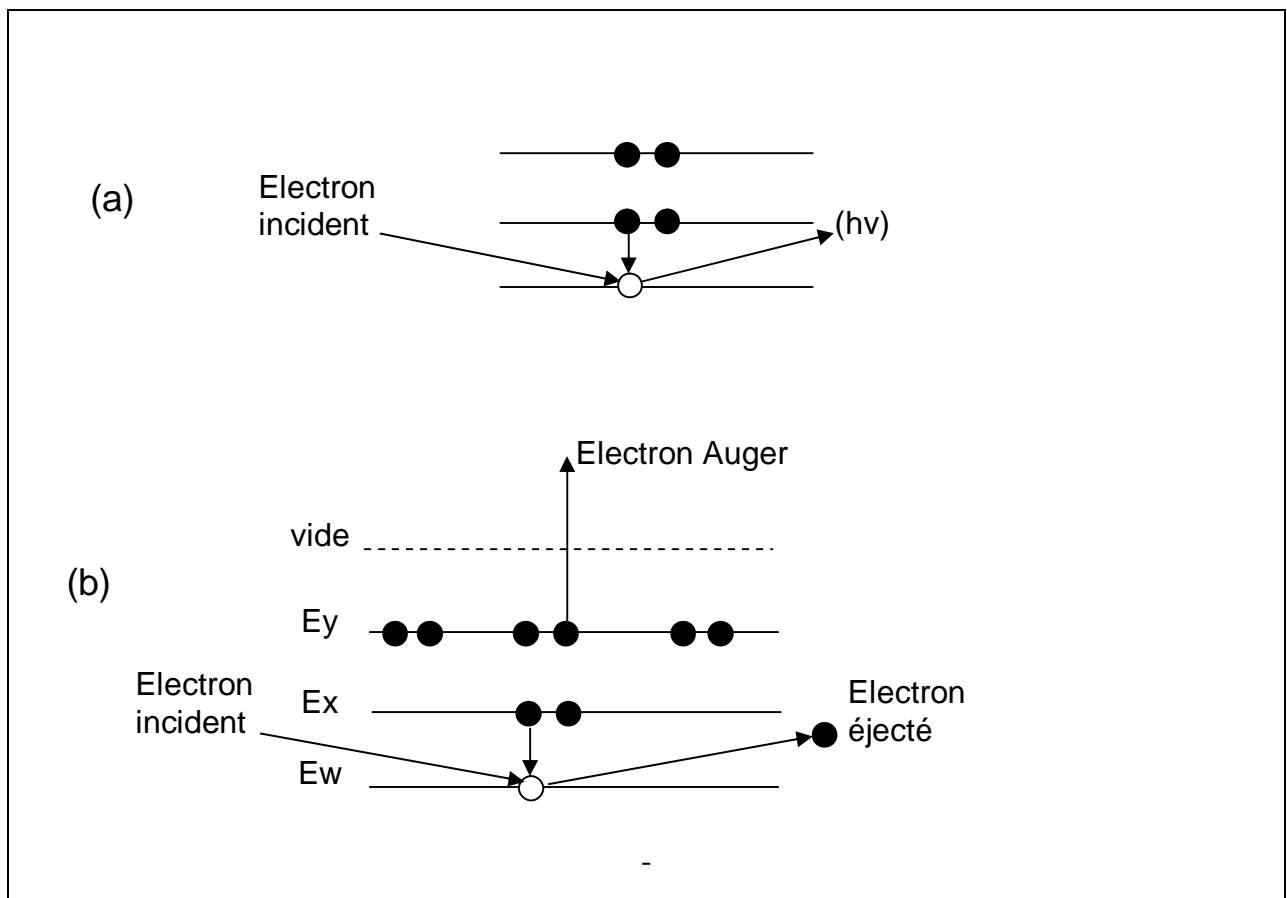 (a)
Electron
incident
(hv)
Electron Auger
vide
(b)
Ey
Electron
incident
Ex
Electron
éjecté
Ew
-